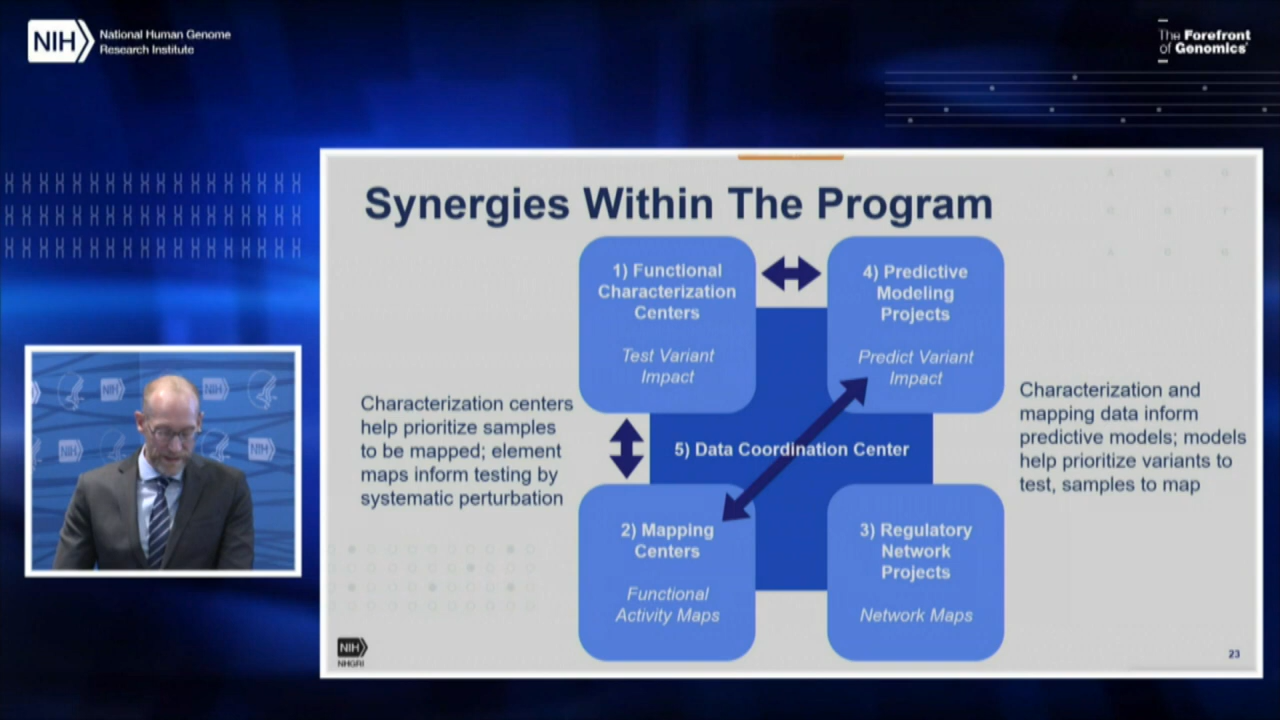 NIH
National Human Genome
Research Institute
The Forefront
of Genomics®
Synergies Within The Program
1) Functional
Characterization
Centers
Test Variant
Impact
4) Predictive
Modeling
Projects
Predict Variant
Impact
Characterization centers
help prioritize samples
to be mapped; element
maps inform testing by
systematic perturbation
5) Data Coordination Center
Characterization and
mapping data inform
predictive models; models
help prioritize variants to
test, samples to map
2) Mapping
Centers
Functional
Activity Maps
3) Regulatory
Network
Projects
Network Maps
NIH
NHGRI
23
NIH
NIH
NIH
NIH